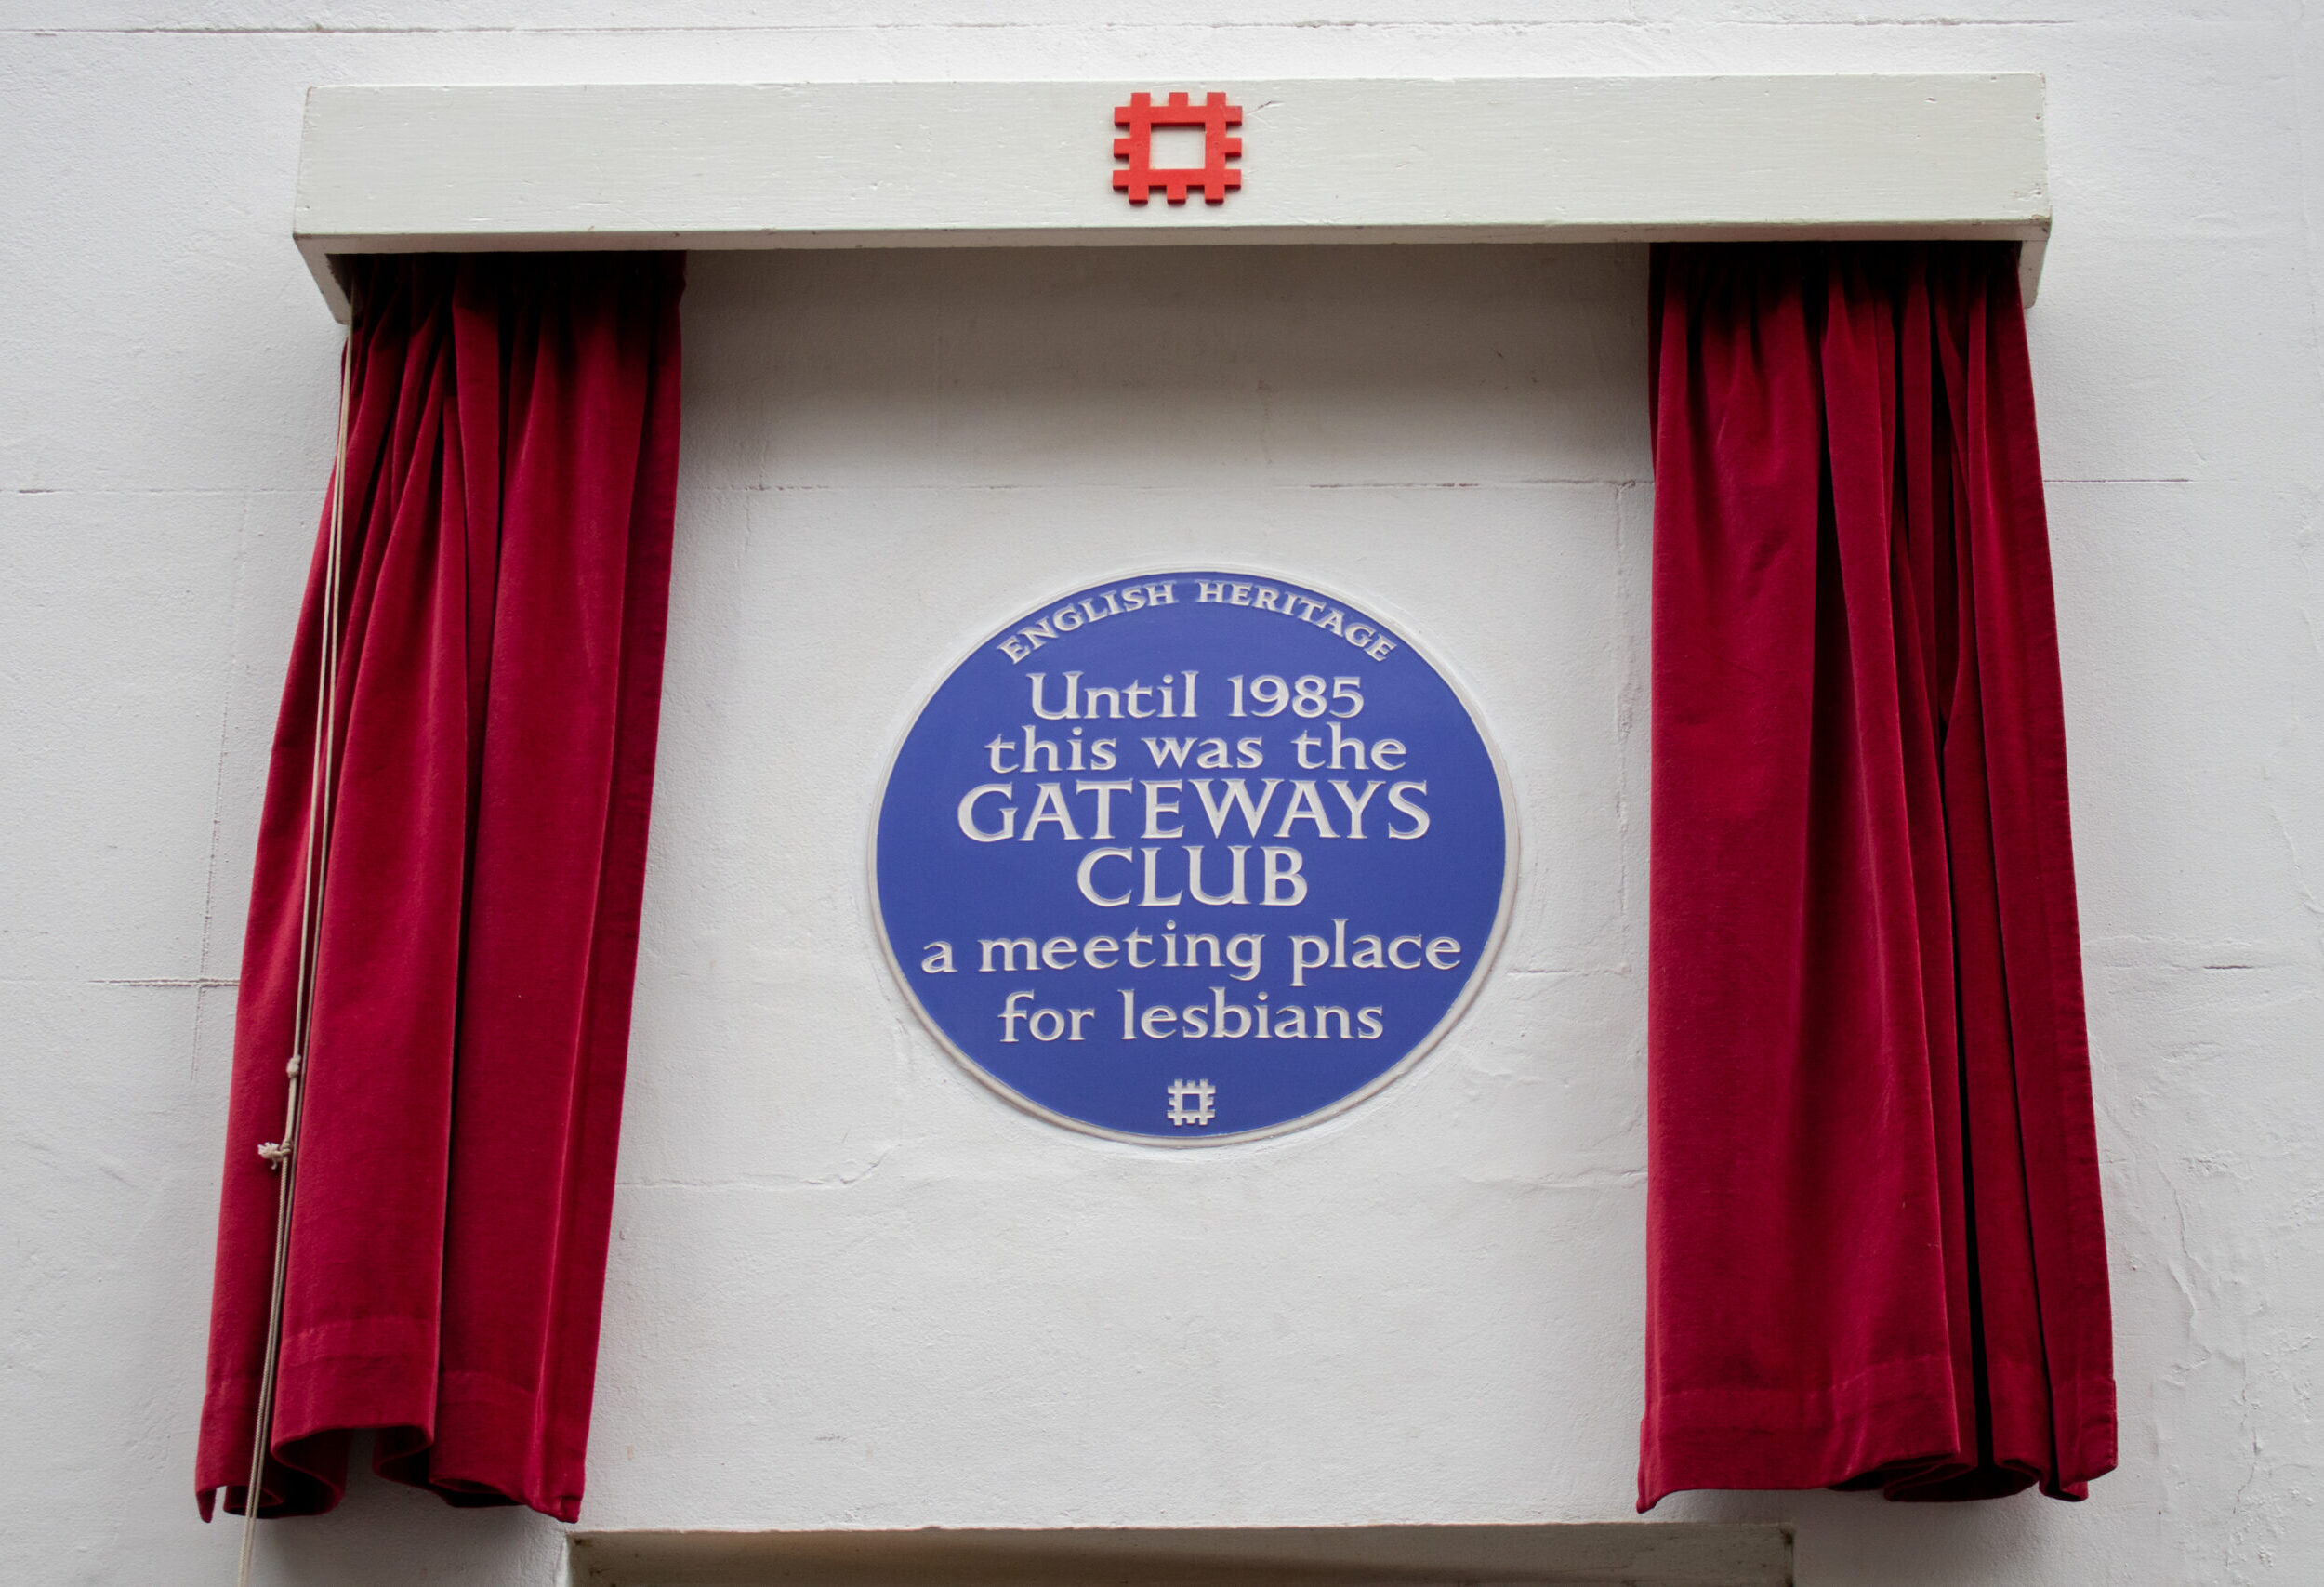 ENGLISH HERITAGE
Until 1985
this was the
GATEWAYS
CLUB
a meeting place
for lesbians